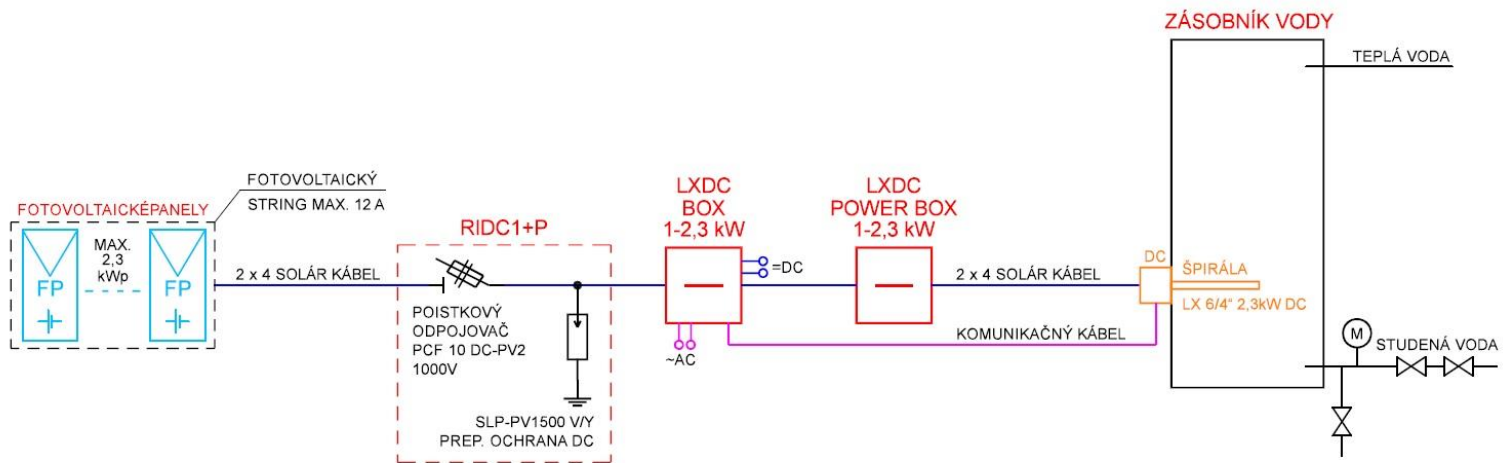 ZÁSOBNÍK VODY
TEPLÁ VODA
FOTOVOLTAICKÝ
STRING MAX. 12 A
FOTOVOLTAICKÉPANELY
MAX.
2,3
kWp
FP
FP
2 x 4 SOLÁR KÁBEL
RIDC1+P
POISTKOVÝ
ODPOJOVAČ
PCF 10 DC-PV2
1000V
SLP-PV1500 V/Y
PREP. OCHRANA DC
LXDC
BOX
1-2,3 kW
=DC
~AC
LXDC
POWER BOX
1-2,3 kW
2 x 4 SOLÁR KÁBEL
KOMUNIKAČNÝ KÁBEL
DC
ŠPIRÁLA
LX 6/4" 2,3kW DC
M
STUDENÁ VODA